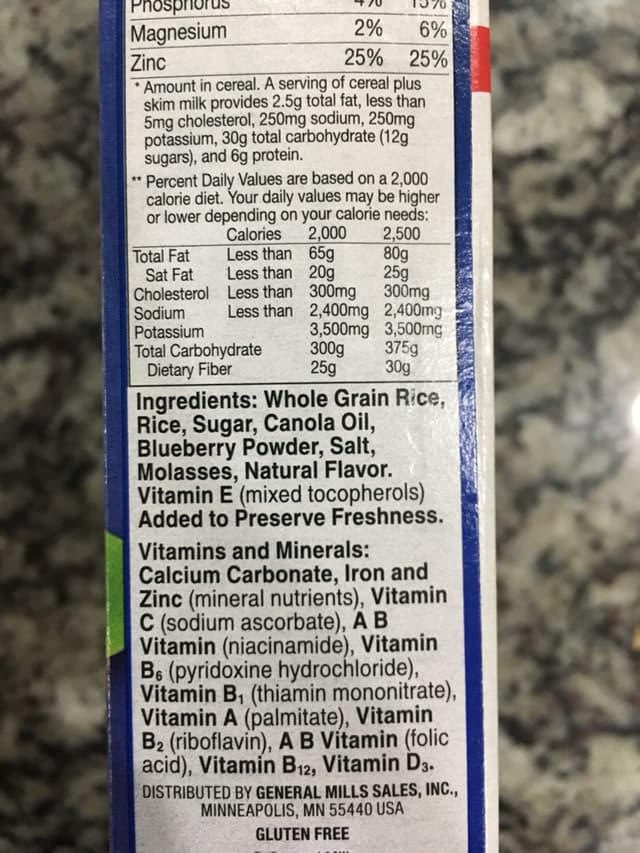 Phosphorus 4% 15%
Magnesium 2% 6%
Zinc 25% 25%
* Amount in cereal. A serving of cereal plus
skim milk provides 2.5g total fat, less than
5mg cholesterol, 250mg sodium, 250mg
potassium, 30g total carbohydrate (12g
sugars), and 6g protein.
** Percent Daily Values are based on a 2,000
calorie diet. Your daily values may be higher
or lower depending on your calorie needs:
Calories 2,000 2,500
Total Fat Less than 65g 80g
Sat Fat Less than 20g 25g
Cholesterol Less than 300mg 300mg
Sodium Less than 2,400mg 2,400mg
Potassium 3,500mg 3,500mg
Total Carbohydrate 300g 375g
Dietary Fiber 25g 30g
Ingredients: Whole Grain Rice,
Rice, Sugar, Canola Oil,
Blueberry Powder, Salt,
Molasses, Natural Flavor.
Vitamin E (mixed tocopherols)
Added to Preserve Freshness.
Vitamins and Minerals:
Calcium Carbonate, Iron and
Zinc (mineral nutrients), Vitamin
C (sodium ascorbate), A B
Vitamin (niacinamide), Vitamin
B₆ (pyridoxine hydrochloride),
Vitamin B₁ (thiamin mononitrate),
Vitamin A (palmitate), Vitamin
B₂ (riboflavin), A B Vitamin (folic
acid), Vitamin B₁₂, Vitamin D₃.
DISTRIBUTED BY GENERAL MILLS SALES, INC.,
MINNEAPOLIS, MN 55440 USA
GLUTEN FREE